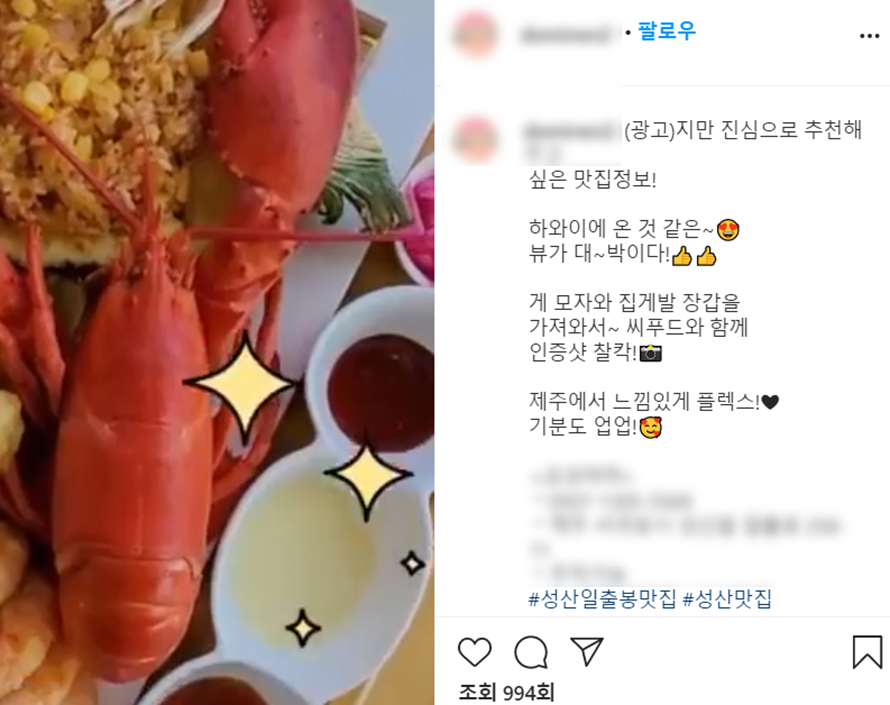 • 팔로우
(광고)지만 진심으로 추천해
싶은 맛집정보!
하와이에 온 것 같은~😍
뷰가 대~박이다!👍👍
게 모자와 집게발 장갑을
가져와서~ 씨푸드와 함께
인증샷 찰칵!📸
제주에서 느낌있게 플렉스!🖤
기분도 업업!🥰
#성산일출봉맛집 #성산맛집
조회 994회